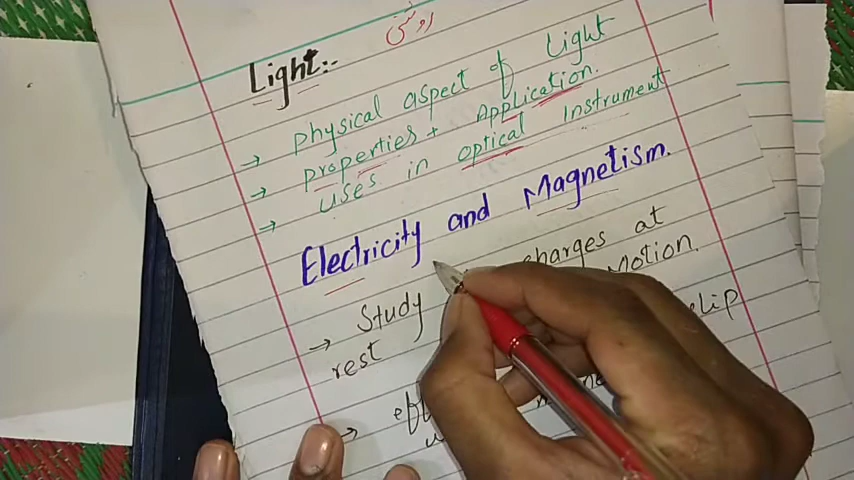 روشنی
Light:-
→ physical aspect of Light
→ properties + Application.
→ uses in optical Instrument
Electricity and Magnetism.
→ Study charges at
rest Motion.
→